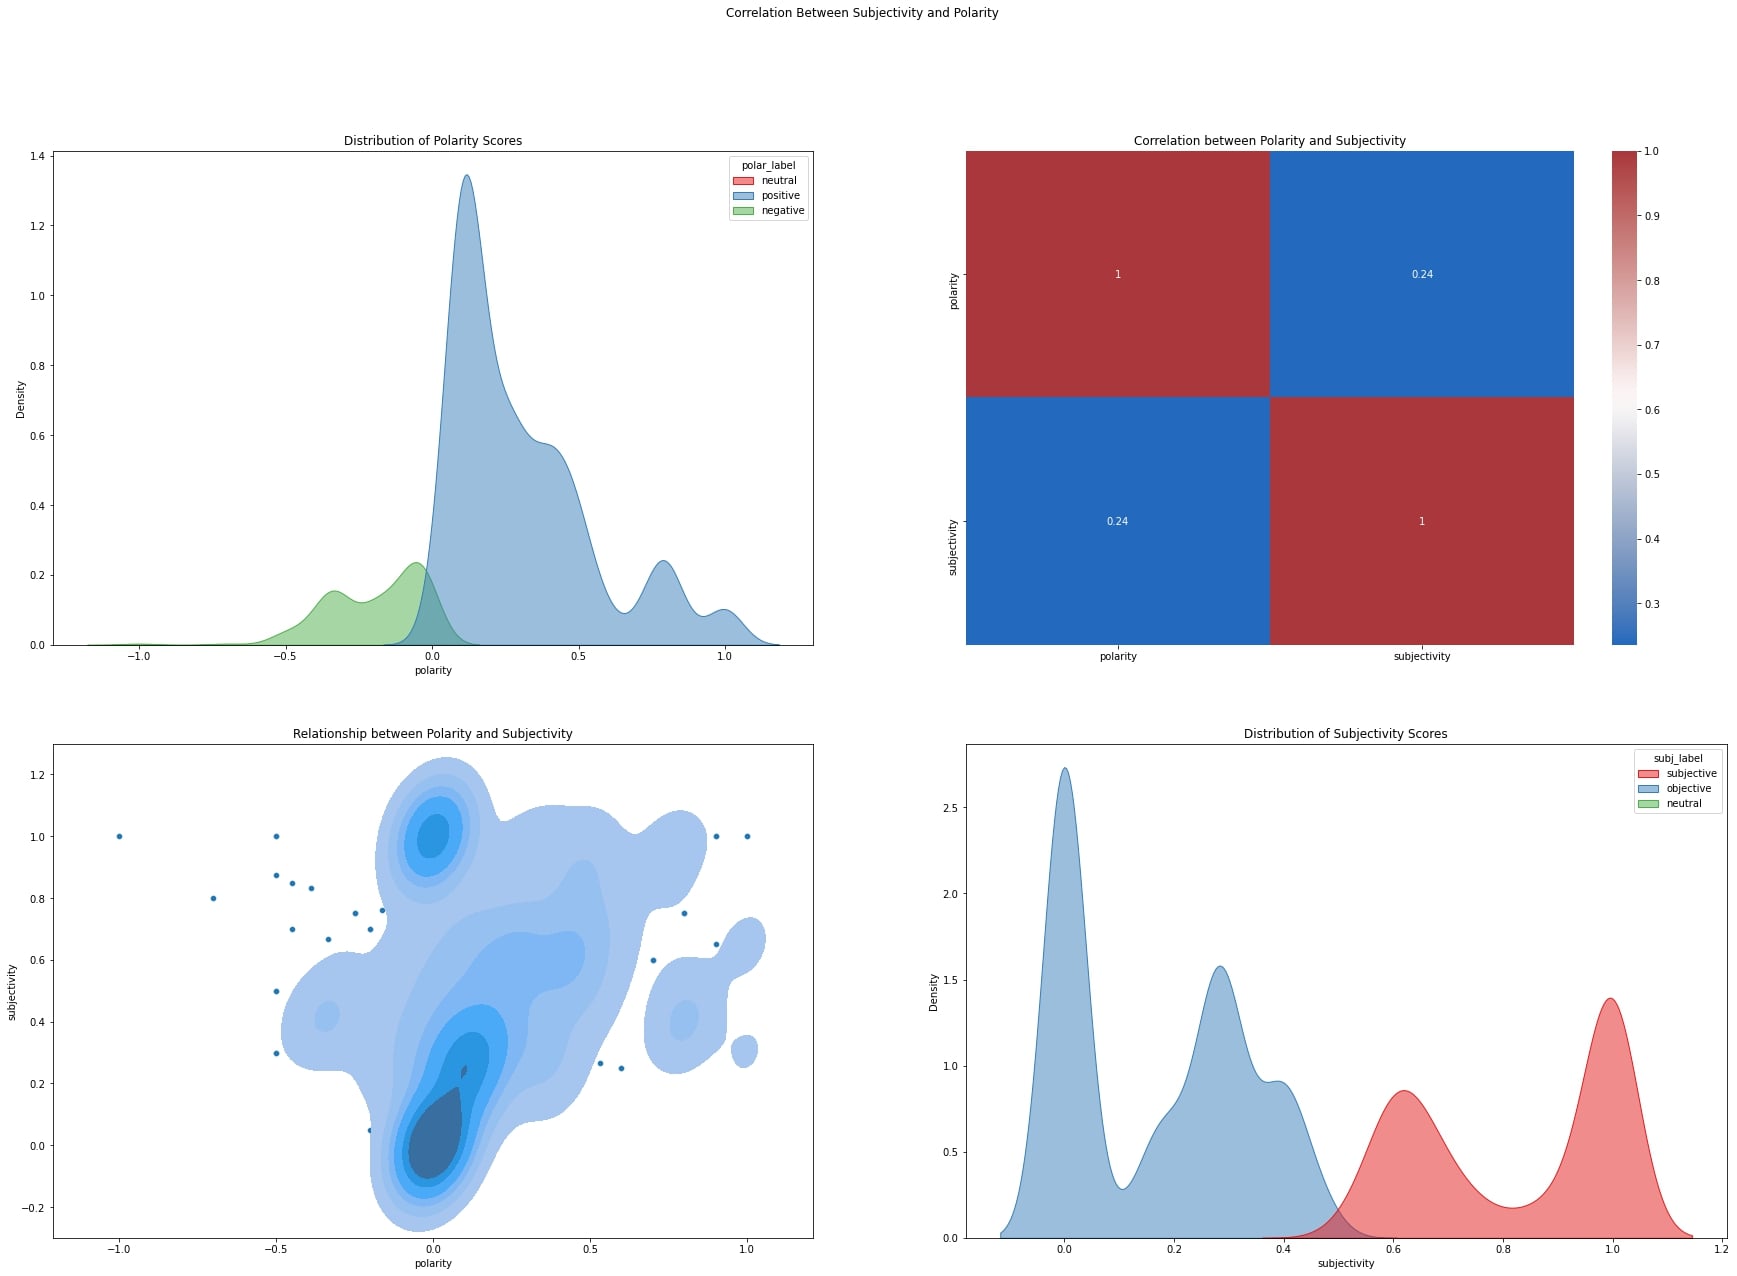 Correlation Between Subjectivity and Polarity
Distribution of Polarity Scores
1.4
1.2
1.0
0.8
0.6
0.4
0.2
0.0
Density
−1.0
−0.5
0.0
0.5
1.0
polarity
polar_label
neutral
positive
negative
Correlation between Polarity and Subjectivity
polarity
subjectivity
1
0.24
0.24
1
polarity
subjectivity
1.0
0.9
0.8
0.7
0.6
0.5
0.4
0.3
Relationship between Polarity and Subjectivity
1.2
1.0
0.8
0.6
0.4
0.2
0.0
−0.2
subjectivity
−1.0
−0.5
0.0
0.5
1.0
polarity
Distribution of Subjectivity Scores
2.5
2.0
1.5
1.0
0.5
0.0
Density
0.0
0.2
0.4
0.6
0.8
1.0
1.2
subjectivity
subj_label
subjective
objective
neutral